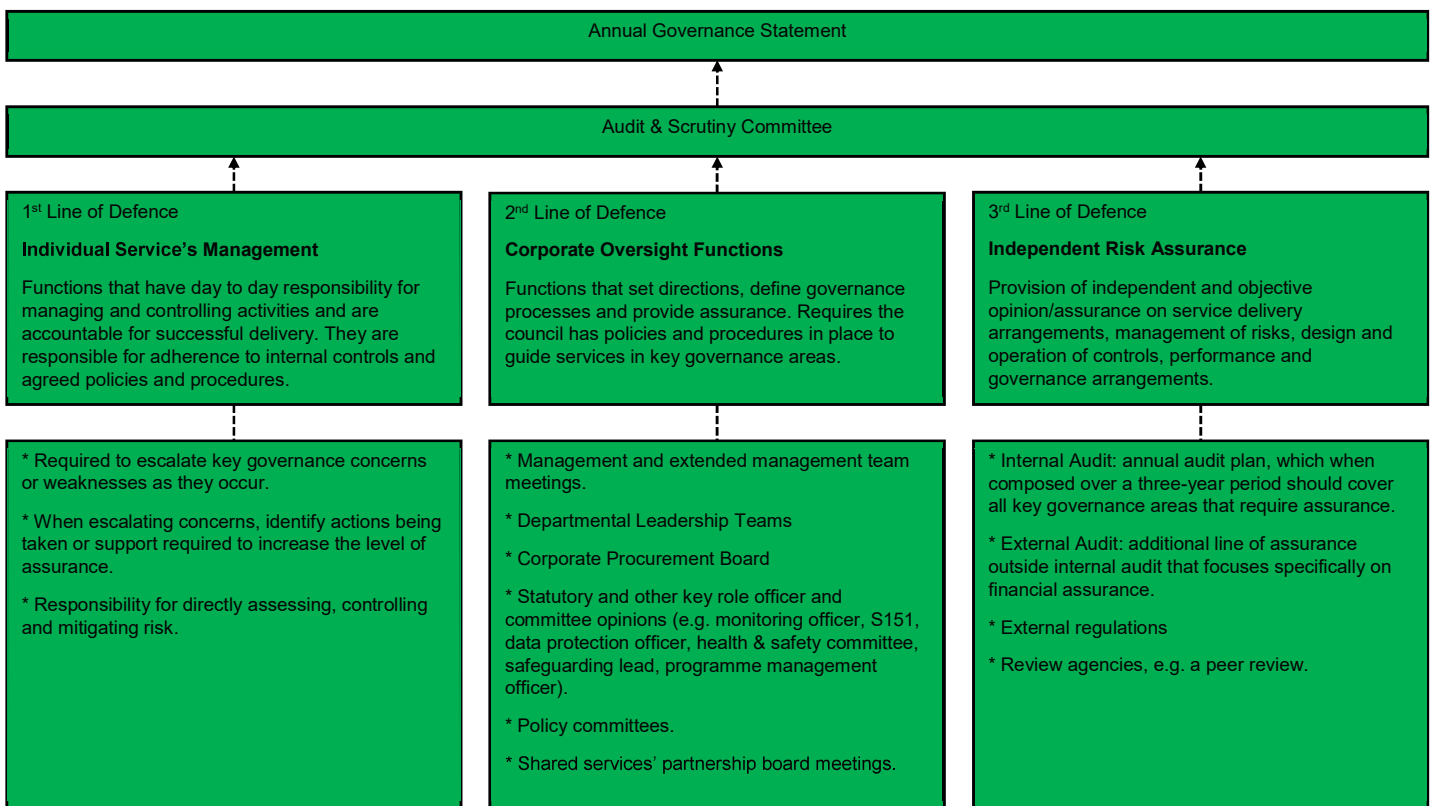 Annual Governance Statement
Audit & Scrutiny Committee
1st Line of Defence
Individual Service's Management
Functions that have day to day responsibility for
managing and controlling activities and are
accountable for successful delivery. They are
responsible for adherence to internal controls and
agreed policies and procedures.
2nd Line of Defence
Corporate Oversight Functions
Functions that set directions, define governance
processes and provide assurance. Requires the
council has policies and procedures in place to
guide services in key governance areas.
3rd Line of Defence
Independent Risk Assurance
Provision of independent and objective
opinion/assurance on service delivery
arrangements, management of risks, design and
operation of controls, performance and
governance arrangements.
* Required to escalate key governance concerns
or weaknesses as they occur.
* When escalating concerns, identify actions being
taken or support required to increase the level of
assurance.
* Responsibility for directly assessing, controlling
and mitigating risk.
* Management and extended management team
meetings.
* Departmental Leadership Teams
* Corporate Procurement Board
* Statutory and other key role officer and
committee opinions (e.g. monitoring officer, S151,
data protection officer, health & safety committee,
safeguarding lead, programme management
officer).
* Policy committees.
* Shared services' partnership board meetings.
* Internal Audit: annual audit plan, which when
composed over a three-year period should cover
all key governance areas that require assurance.
* External Audit: additional line of assurance
outside internal audit that focuses specifically on
financial assurance.
* External regulations
* Review agencies, e.g. a peer review.